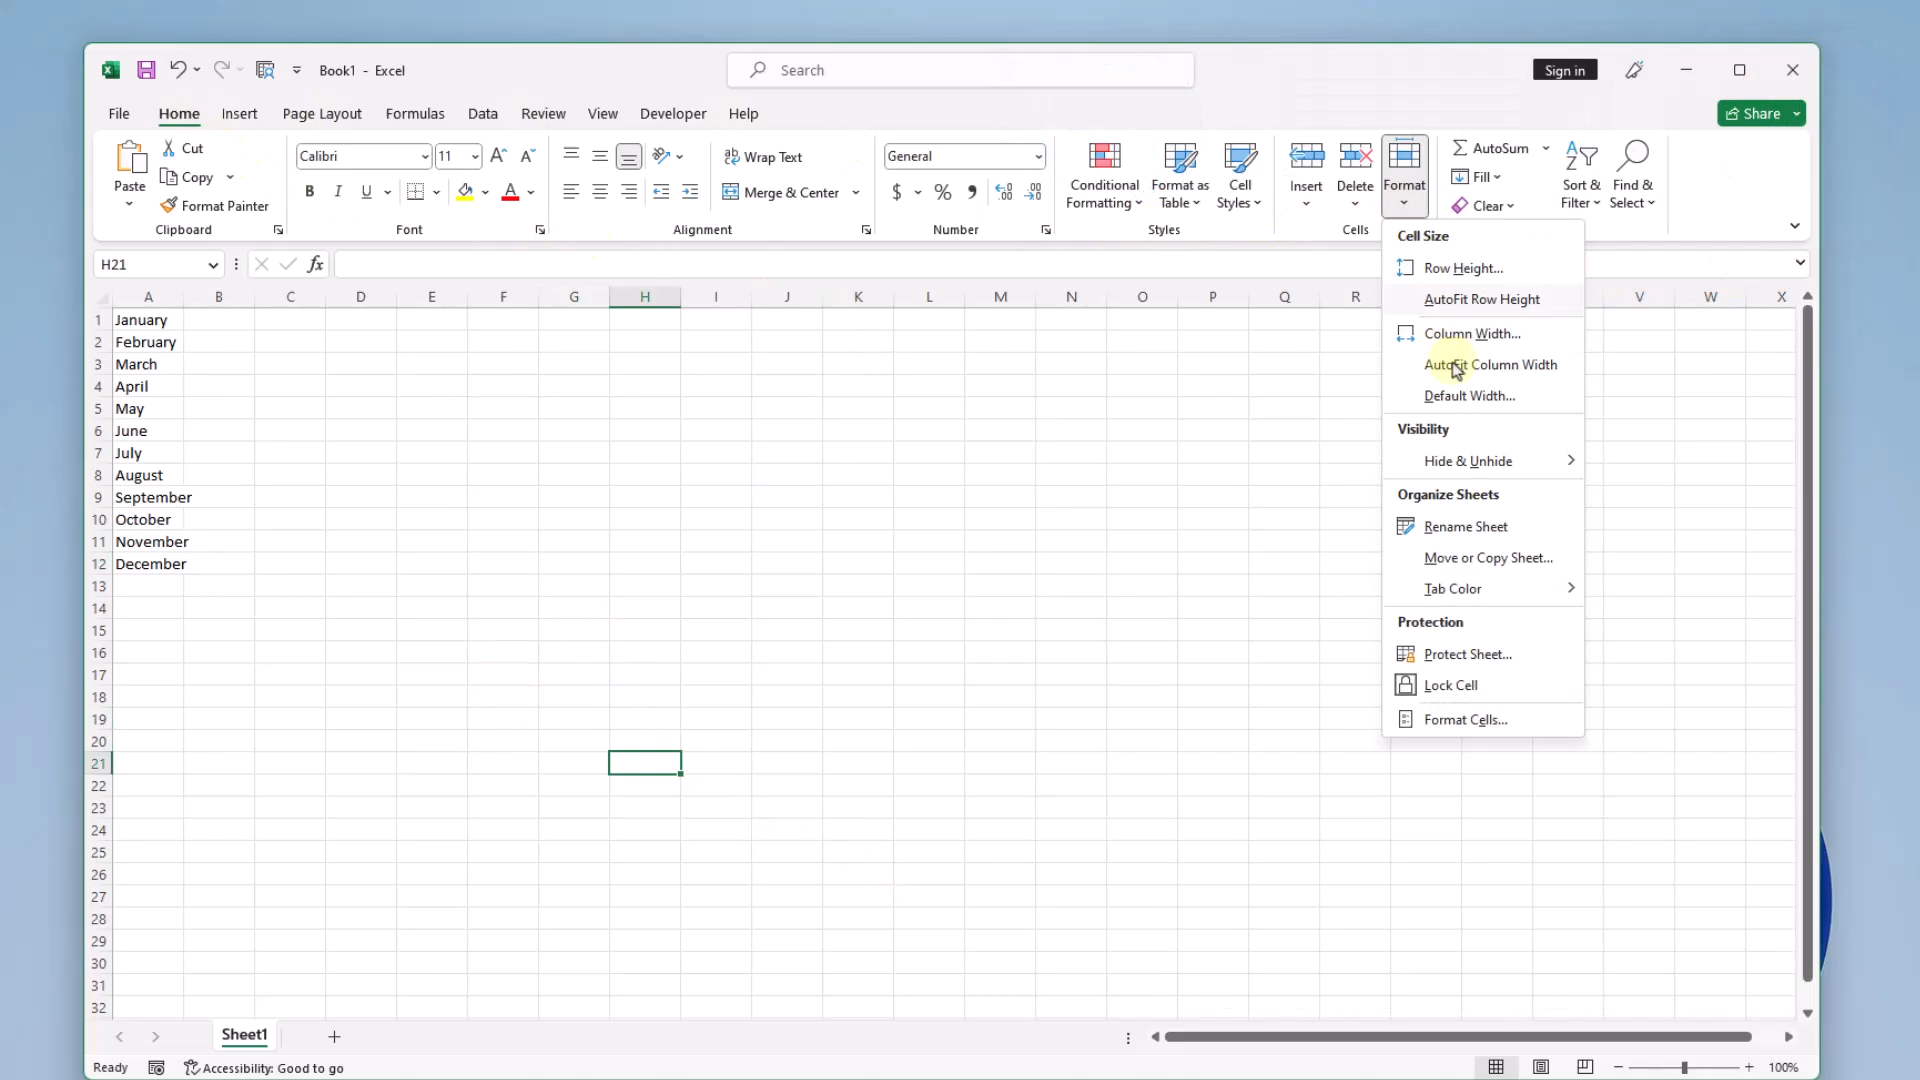 Book1 - Excel
Search
Sign in
File Home Insert Page Layout Formulas Data Review View Developer Help
Share
Paste
Cut
Copy
Format Painter
Clipboard
Calibri 11
B I U
Font
Wrap Text
Merge & Center
Alignment
General
$ % ,
Number
Conditional Formatting
Format as Table
Cell Styles
Styles
Insert
Delete
Format
Cells
AutoSum
Fill
Clear
Sort & Filter
Find & Select
H21
fx
A B C D E F G H I J K L M N O P Q R V W X
1 January
2 February
3 March
4 April
5 May
6 June
7 July
8 August
9 September
10 October
11 November
12 December
13
14
15
16
17
18
19
20
21
22
23
24
25
26
27
28
29
30
31
32
Cell Size
Row Height...
AutoFit Row Height
Column Width...
AutoFit Column Width
Default Width...
Visibility
Hide & Unhide
Organize Sheets
Rename Sheet
Move or Copy Sheet...
Tab Color
Protection
Protect Sheet...
Lock Cell
Format Cells...
Sheet1
Ready
Accessibility: Good to go
100%